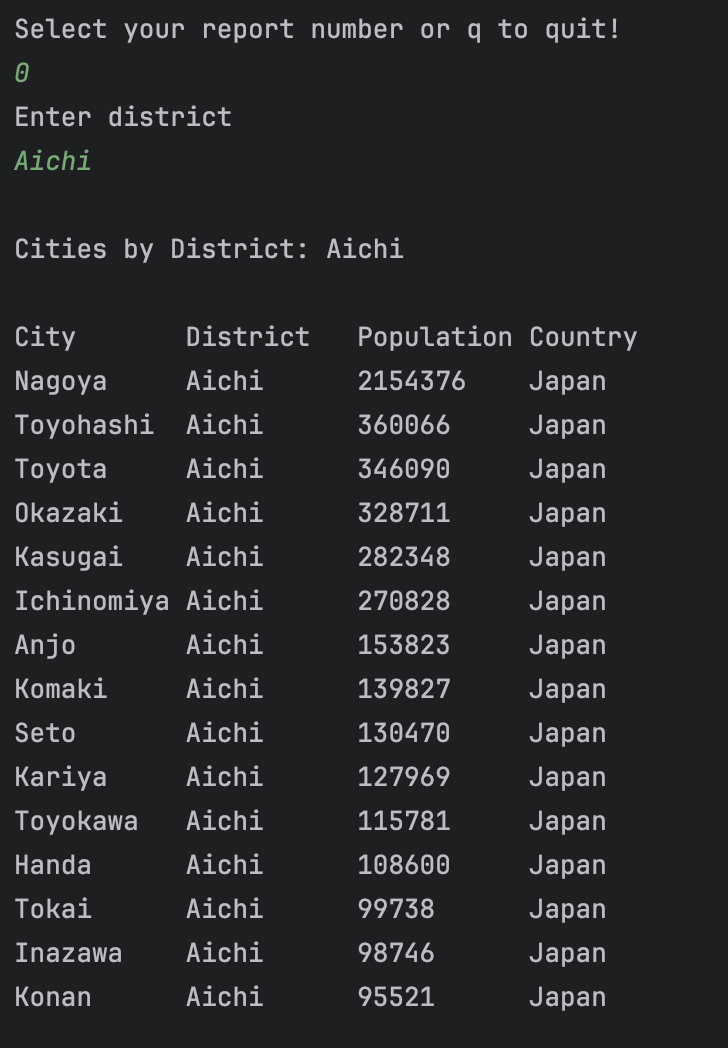 Select your report number or q to quit!
0
Enter district
Aichi
Cities by District: Aichi
City District Population Country
Nagoya Aichi 2154376 Japan
Toyohashi Aichi 360066 Japan
Toyota Aichi 346090 Japan
Okazaki Aichi 328711 Japan
Kasugai Aichi 282348 Japan
Ichinomiya Aichi 270828 Japan
Anjo Aichi 153823 Japan
Komaki Aichi 139827 Japan
Seto Aichi 130470 Japan
Kariya Aichi 127969 Japan
Toyokawa Aichi 115781 Japan
Handa Aichi 108600 Japan
Tokai Aichi 99738 Japan
Inazawa Aichi 98746 Japan
Konan Aichi 95521 Japan